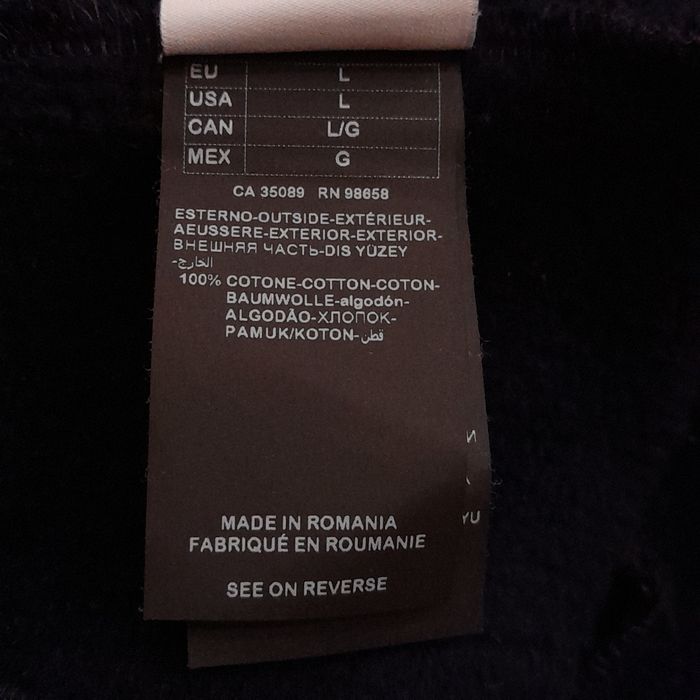 EU L
USA L
CAN L/G
MEX G
CA 35089 RN 98658
ESTERNO-OUTSIDE-EXTÉRIEUR-
AEUSSERE-EXTERIOR-EXTERIOR-
ВНЕШНЯЯ ЧАСТЬ-DIS YÜZEY
-الخارج
100% COTONE-COTTON-COTON-
BAUMWOLLE-algodón-
ALGODÃO-ХЛОПОК-
PAMUK/KOTON-قطن
MADE IN ROMANIA
FABRIQUÉ EN ROUMANIE
SEE ON REVERSE